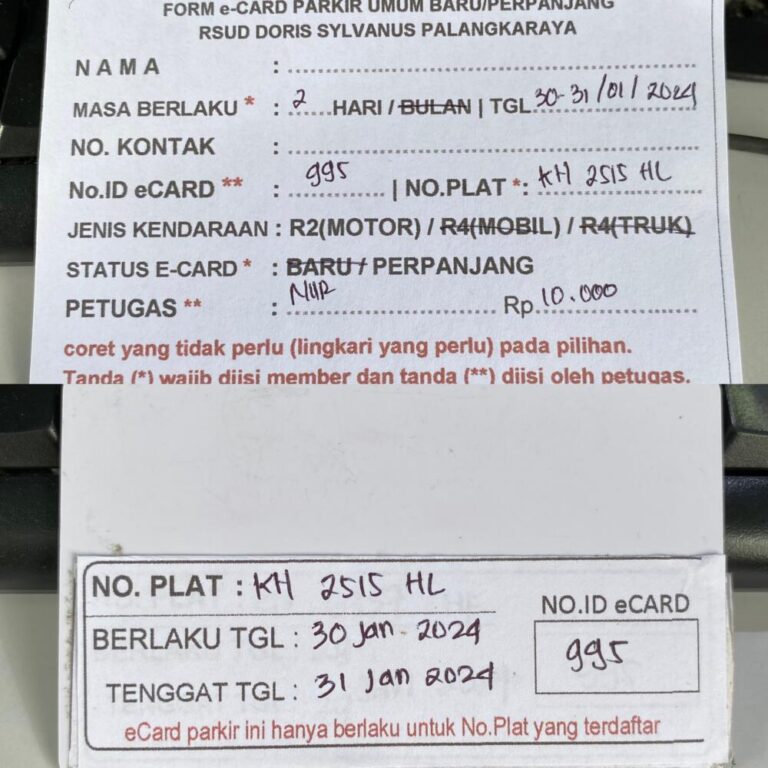 FORM e-CARD PARKIR UMUM BARU/PERPANJANG
RSUD DORIS SYLVANUS PALANGKARAYA
NAMA :
MASA BERLAKU * : 2 HARI / BULAN | TGL 30-31/01/2024
NO. KONTAK :
No.ID eCARD ** : 995 | NO.PLAT *: KH 2515 HL
JENIS KENDARAAN : R2(MOTOR) / R4(MOBIL) / R4(TRUK)
STATUS E-CARD * : BARU / PERPANJANG
PETUGAS ** : NUR Rp 10.000
coret yang tidak perlu (lingkari yang perlu) pada pilihan.
Tanda (*) wajib diisi member dan tanda (**) diisi oleh petugas.
NO. PLAT : KH 2515 HL
NO.ID eCARD
BERLAKU TGL : 30 Jan - 2024
995
TENGGAT TGL : 31 Jan 2024
eCard parkir ini hanya berlaku untuk No.Plat yang terdaftar